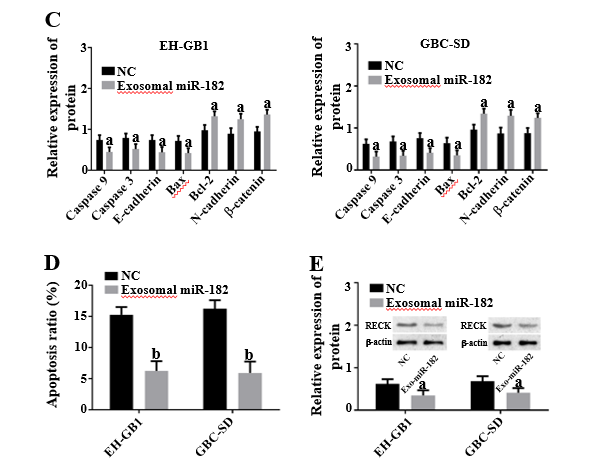 C
EH-GB1
Relative expression of
protein
3
2
1
0
NC
Exosomal miR-182
a a a a a a a
Caspase 9
Caspase 3
E-cadherin
Bax
Bcl-2
N-cadherin
β-catenin
GBC-SD
Relative expression of
protein
3
2
1
0
NC
Exosomal miR-182
a a a a a a a
Caspase 9
Caspase 3
E-cadherin
Bax
Bcl-2
N-cadherin
β-catenin
D
Apoptosis ratio (%)
20
15
10
5
0
NC
Exosomal miR-182
b b
EH-GB1
GBC-SD
E
Relative expression of
protein
3
2
1
0
NC
Exosomal miR-182
RECK
β-actin
NC
Exo-miR-182
RECK
β-actin
NC
Exo-miR-182
a a
EH-GB1
GBC-SD